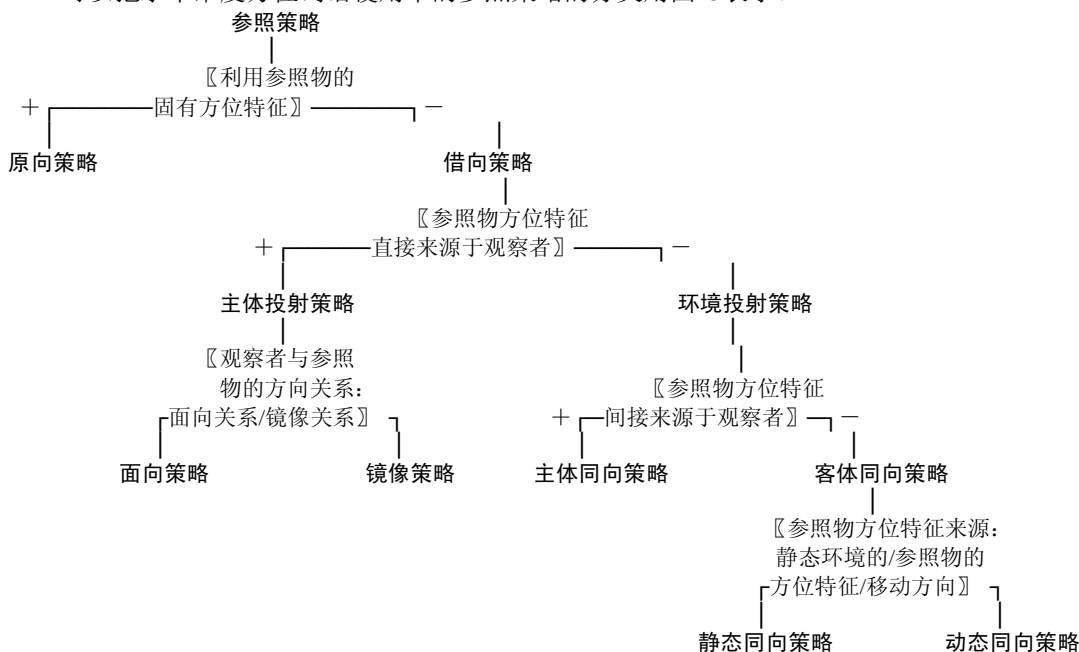 参照策略
〖利用参照物的
+ 固有方位特征〗 －
原向策略 借向策略
〖参照物方位特征
+ 直接来源于观察者〗 －
主体投射策略 环境投射策略
〖观察者与参照
物的方向关系： 〖参照物方位特征
面向关系/镜像关系〗 + 间接来源于观察者〗 －
面向策略 镜像策略 主体同向策略 客体同向策略
〖参照物方位特征来源：
静态环境的/参照物的
方位特征/移动方向〗
静态同向策略 动态同向策略